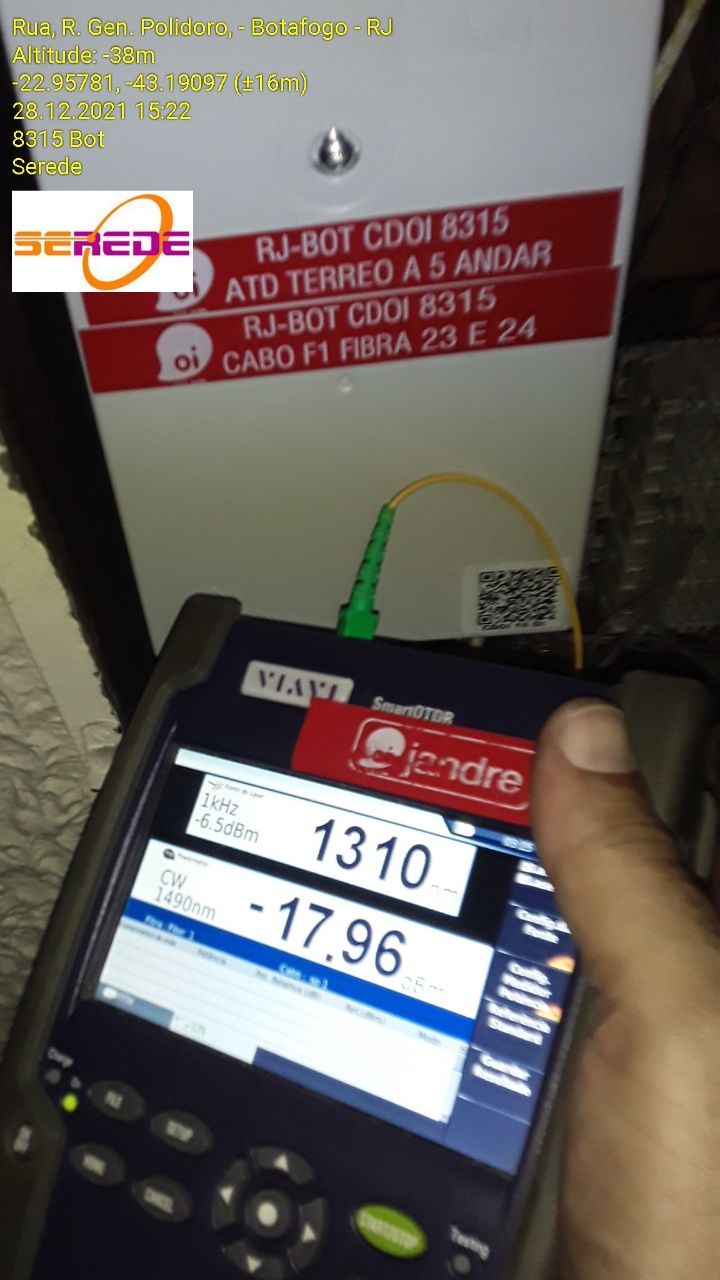 Rua, R. Gen. Polidoro, - Botafogo - RJ
Altitude: -38m
-22.95781, -43.19097 (±16m)
28.12.2021 15:22
8315 Bot
Serede
SEREDE
RJ-BOT CDOI 8315
oi ATD TERREO A 5 ANDAR
RJ-BOT CDOI 8315
oi CABO F1 FIBRA 23 E 24
VIAVI
SmartOTDR
jandre
1kHz
-6.5dBm
1310
CW
1490nm
-17.96
dBm
Charge
FILE
SETUP
HOME
CANCEL
START/STOP
Testing